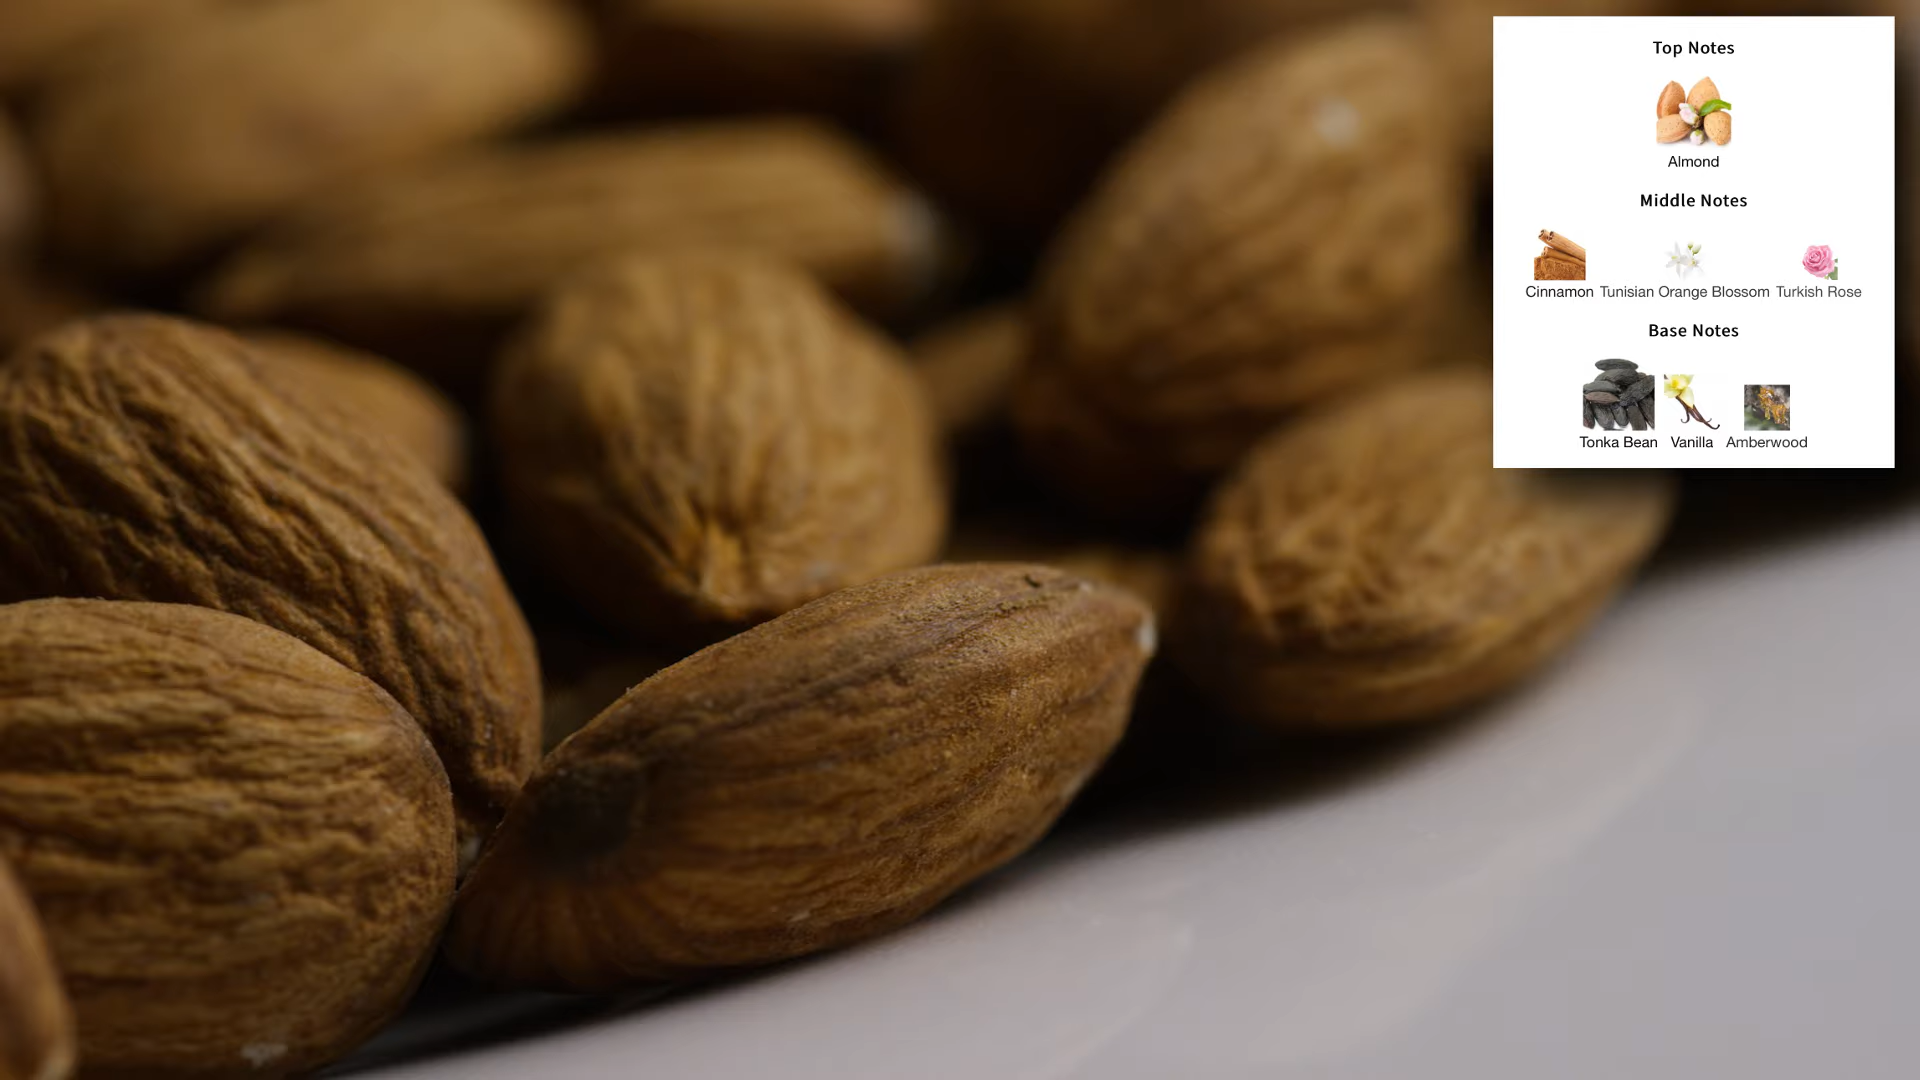 Top Notes
Almond
Middle Notes
Cinnamon Tunisian Orange Blossom Turkish Rose
Base Notes
Tonka Bean Vanilla Amberwood